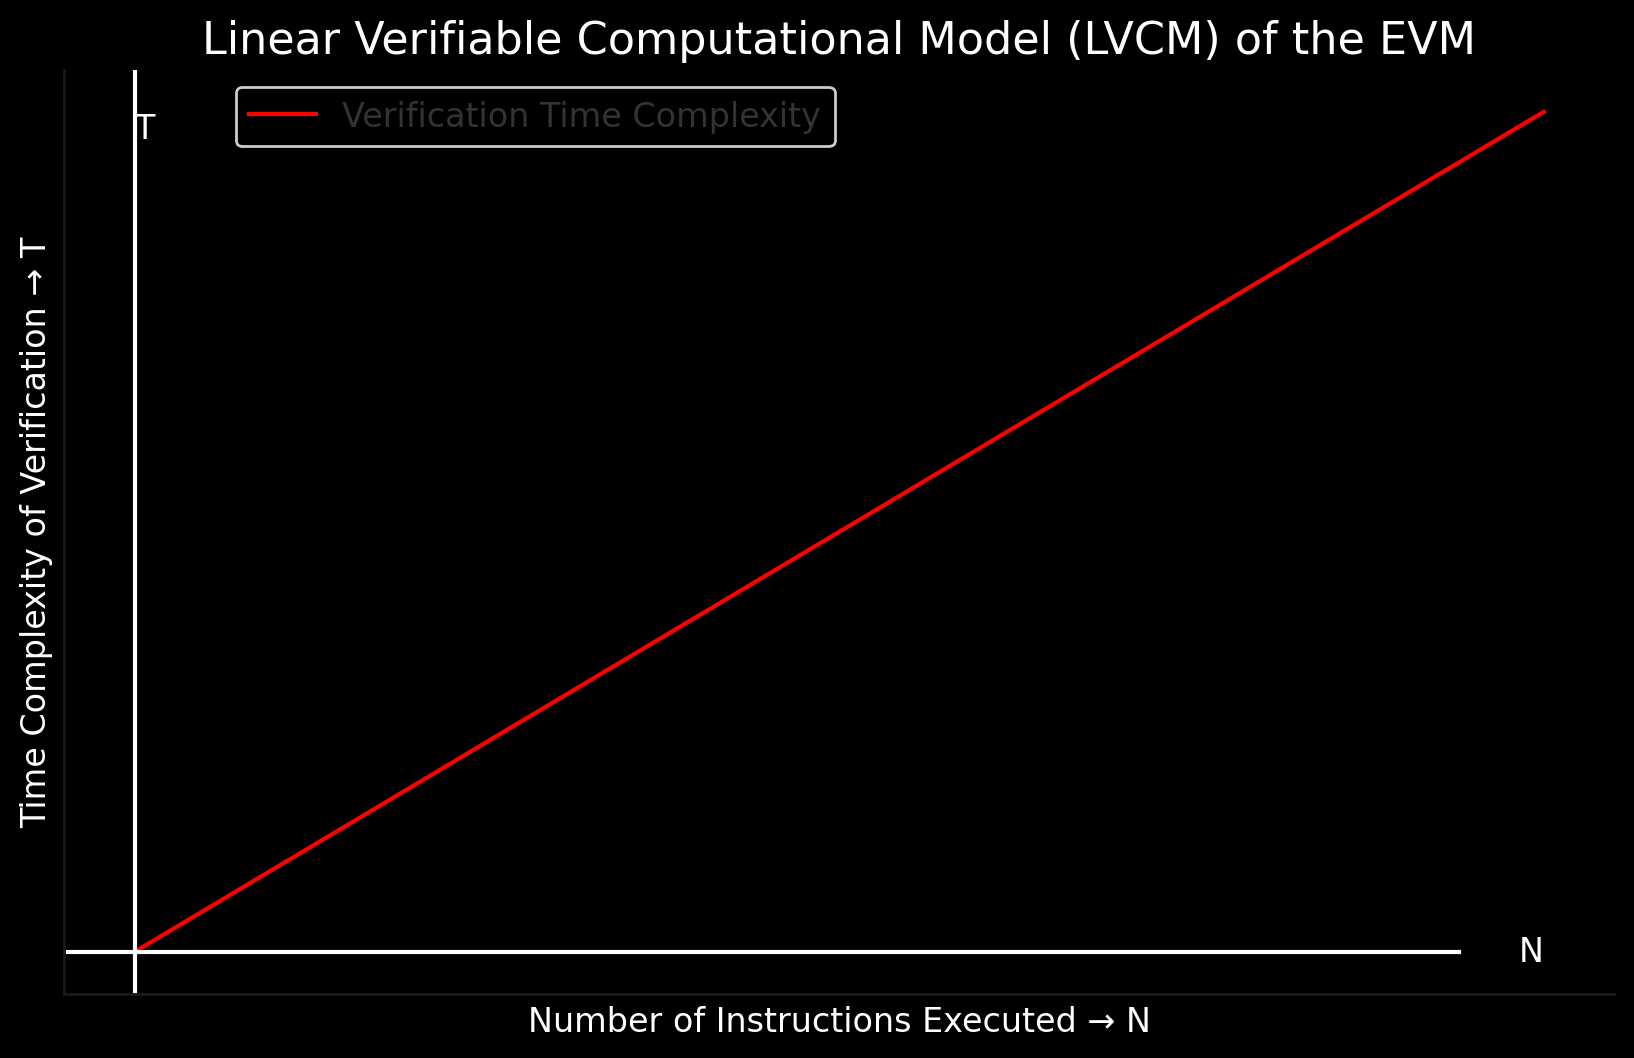 Linear Verifiable Computational Model (LVCM) of the EVM
T
Verification Time Complexity
Time Complexity of Verification → T
N
Number of Instructions Executed → N